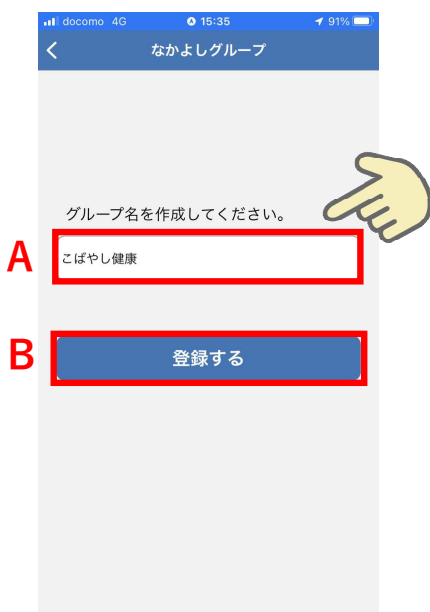 docomo 4G 15:35 91%
なかよしグループ
グループ名を作成してください。
A
こばやし健康
B
登録する